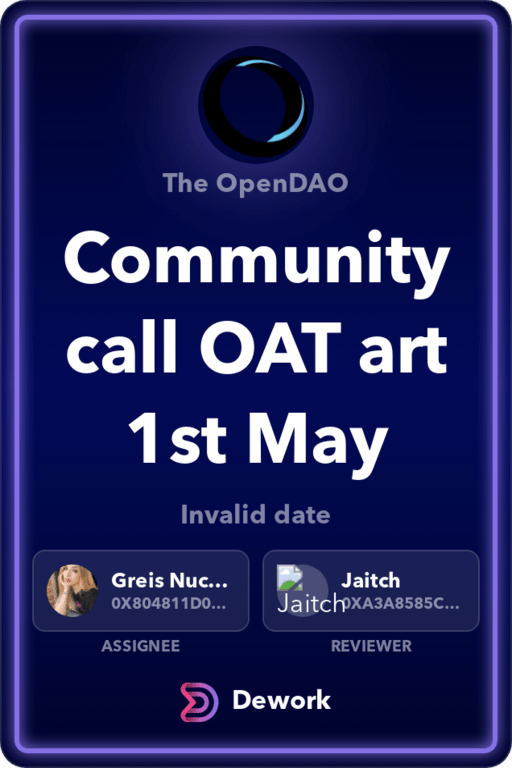 The OpenDAO
Community
call OAT art
1st May
Invalid date
Greis Nuc...
0X804811D0...
ASSIGNEE
Jaitch
Jaitch
0XA3A8585C...
REVIEWER
Dework